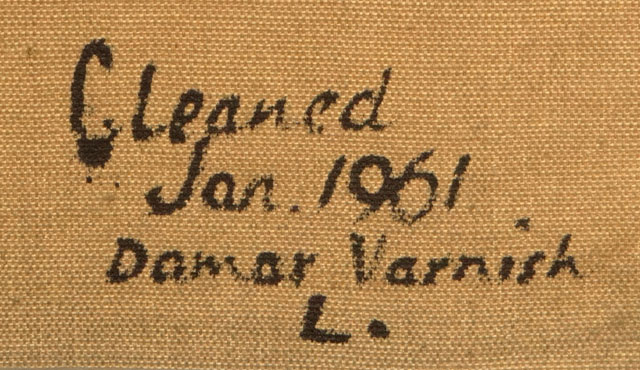 Cleaned
Jan. 1961
Damar Varnish
L.